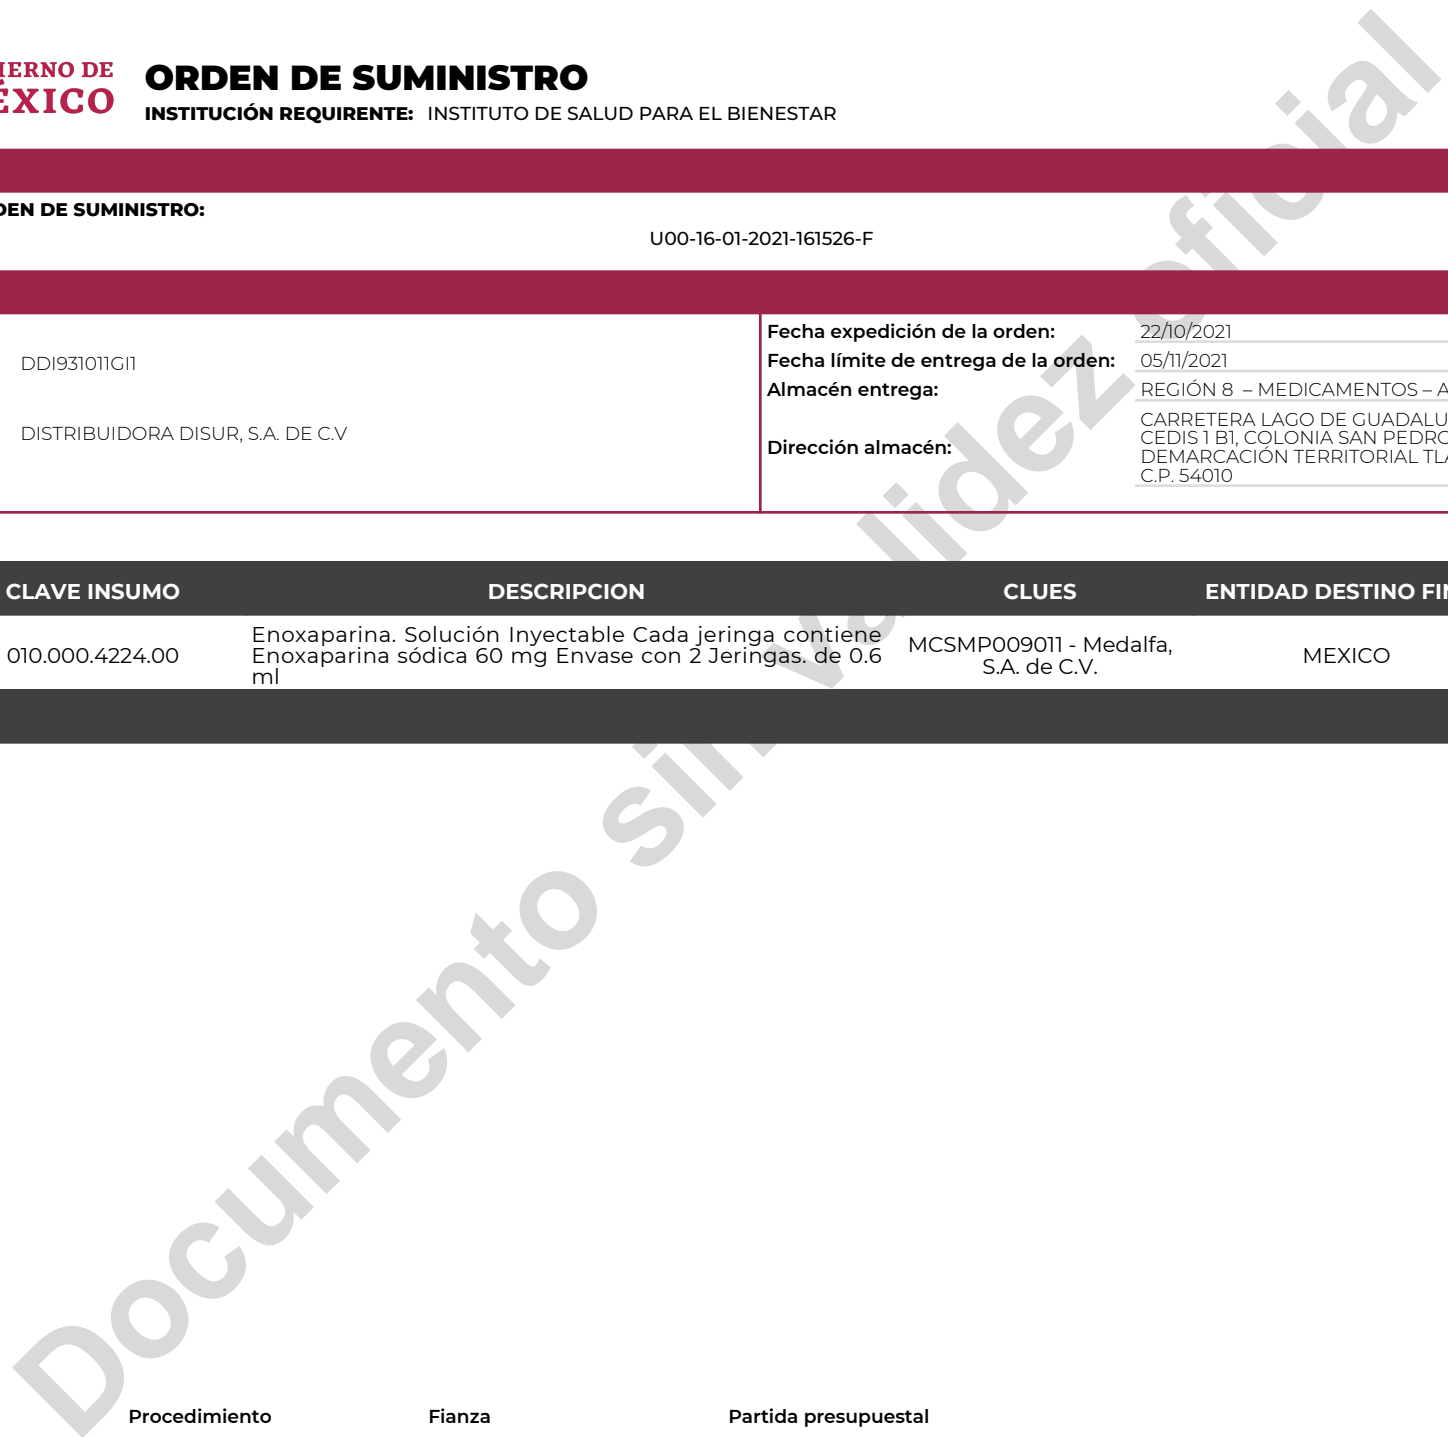 IERNO DE
ÉXICO
ORDEN DE SUMINISTRO
INSTITUCIÓN REQUIRENTE: INSTITUTO DE SALUD PARA EL BIENESTAR
DEN DE SUMINISTRO:
U00-16-01-2021-161526-F
DDI931011GI1
DISTRIBUIDORA DISUR, S.A. DE C.V
Fecha expedición de la orden: 22/10/2021
Fecha límite de entrega de la orden: 05/11/2021
Almacén entrega: REGIÓN 8 – MEDICAMENTOS – A
Dirección almacén:
CARRETERA LAGO DE GUADALU
CEDIS 1 B1, COLONIA SAN PEDRO
DEMARCACIÓN TERRITORIAL TLA
C.P. 54010
CLAVE INSUMO DESCRIPCION CLUES ENTIDAD DESTINO FIN
010.000.4224.00
Enoxaparina. Solución Inyectable Cada jeringa contiene
Enoxaparina sódica 60 mg Envase con 2 Jeringas. de 0.6
ml
MCSMP009011 - Medalfa,
S.A. de C.V.
MEXICO
Documento sin validez oficial
Procedimiento Fianza Partida presupuestal